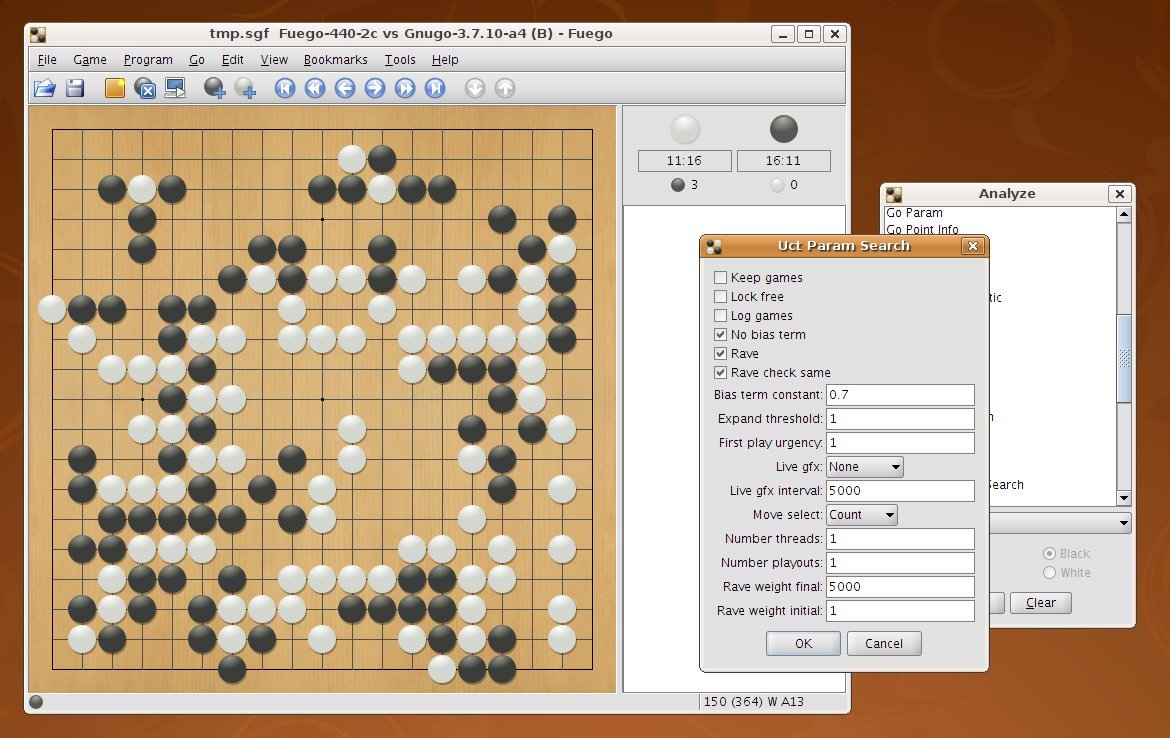 tmp.sgf  Fuego-440-2c vs Gnugo-3.7.10-a4 (B) - Fuego
File Game Program Go Edit View Bookmarks Tools Help
11:16 16:11
3 0
150 (364) W A13
Analyze
Go Param
Go Point Info
tic
Search
Black
White
Clear
Uct Param Search
Keep games
Lock free
Log games
No bias term
Rave
Rave check same
Bias term constant: 0.7
Expand threshold: 1
First play urgency: 1
Live gfx: None
Live gfx interval: 5000
Move select: Count
Number threads: 1
Number playouts: 1
Rave weight final: 5000
Rave weight initial: 1
OK Cancel